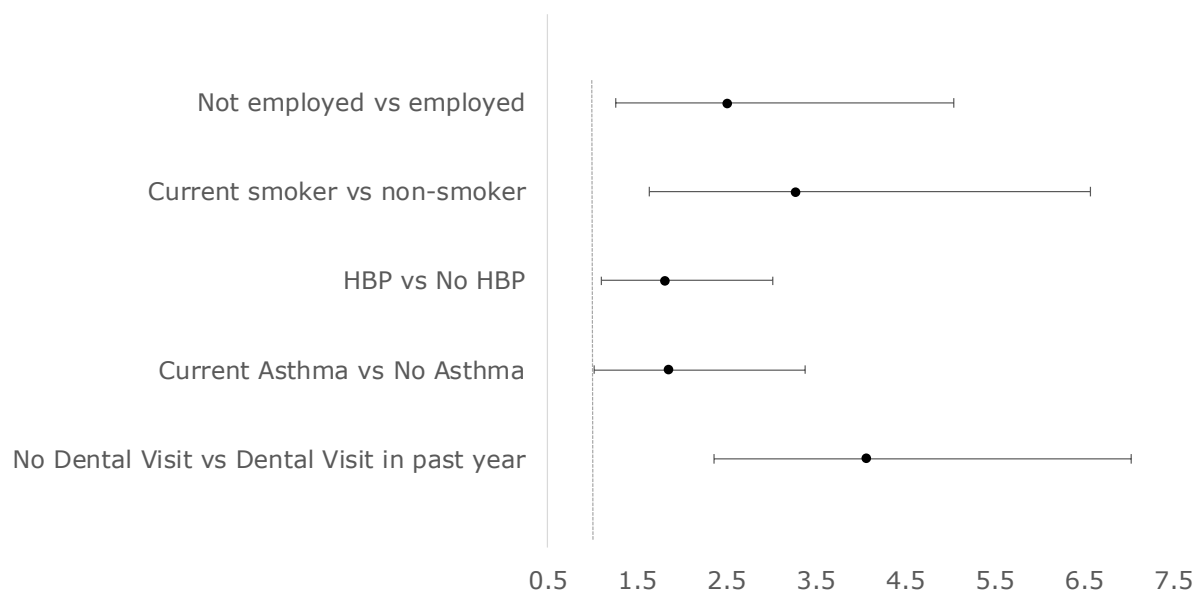 Not employed vs employed
Current smoker vs non-smoker
HBP vs No HBP
Current Asthma vs No Asthma
No Dental Visit vs Dental Visit in past year
0.5 1.5 2.5 3.5 4.5 5.5 6.5 7.5